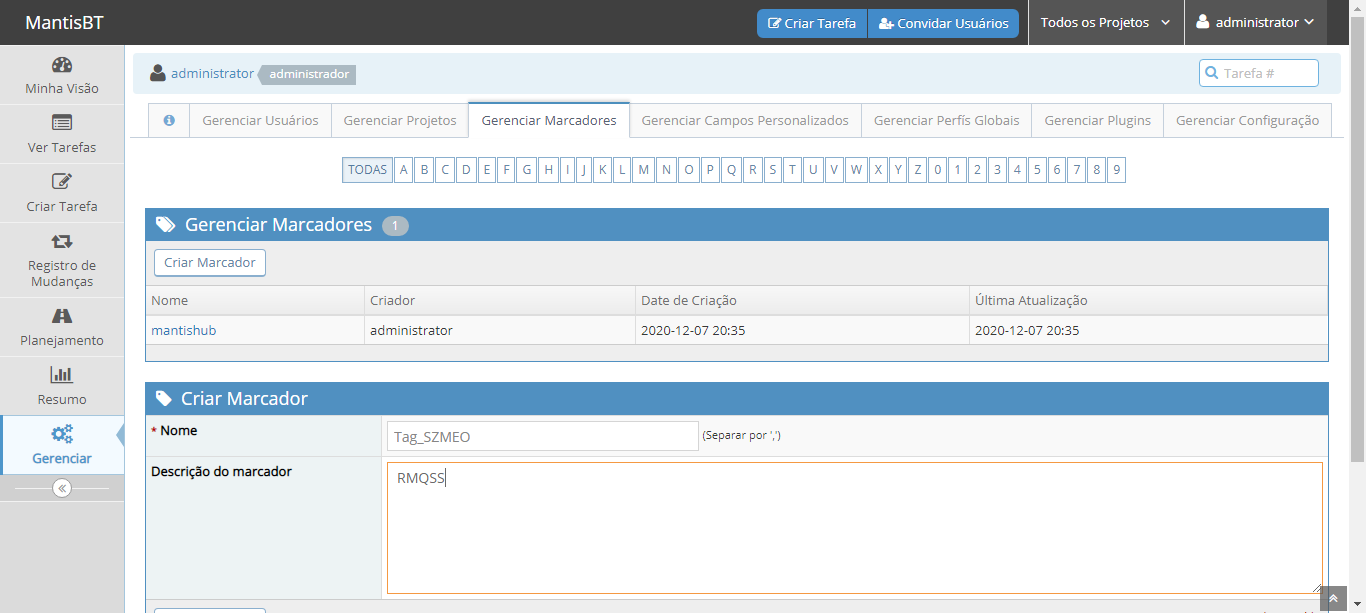 MantisBT
Criar Tarefa
Convidar Usuários
Todos os Projetos
administrator
Minha Visão
Ver Tarefas
Criar Tarefa
Registro de
Mudanças
Planejamento
Resumo
Gerenciar
administrator
administrador
Tarefa #
Gerenciar Usuários
Gerenciar Projetos
Gerenciar Marcadores
Gerenciar Campos Personalizados
Gerenciar Perfís Globais
Gerenciar Plugins
Gerenciar Configuração
TODAS A B C D E F G H I J K L M N O P Q R S T U V W X Y Z 0 1 2 3 4 5 6 7 8 9
Gerenciar Marcadores 1
Criar Marcador
Nome Criador Date de Criação Última Atualização
mantishub administrator 2020-12-07 20:35 2020-12-07 20:35
Criar Marcador
* Nome Tag_SZMEO (Separar por ',')
Descrição do marcador RMQSS